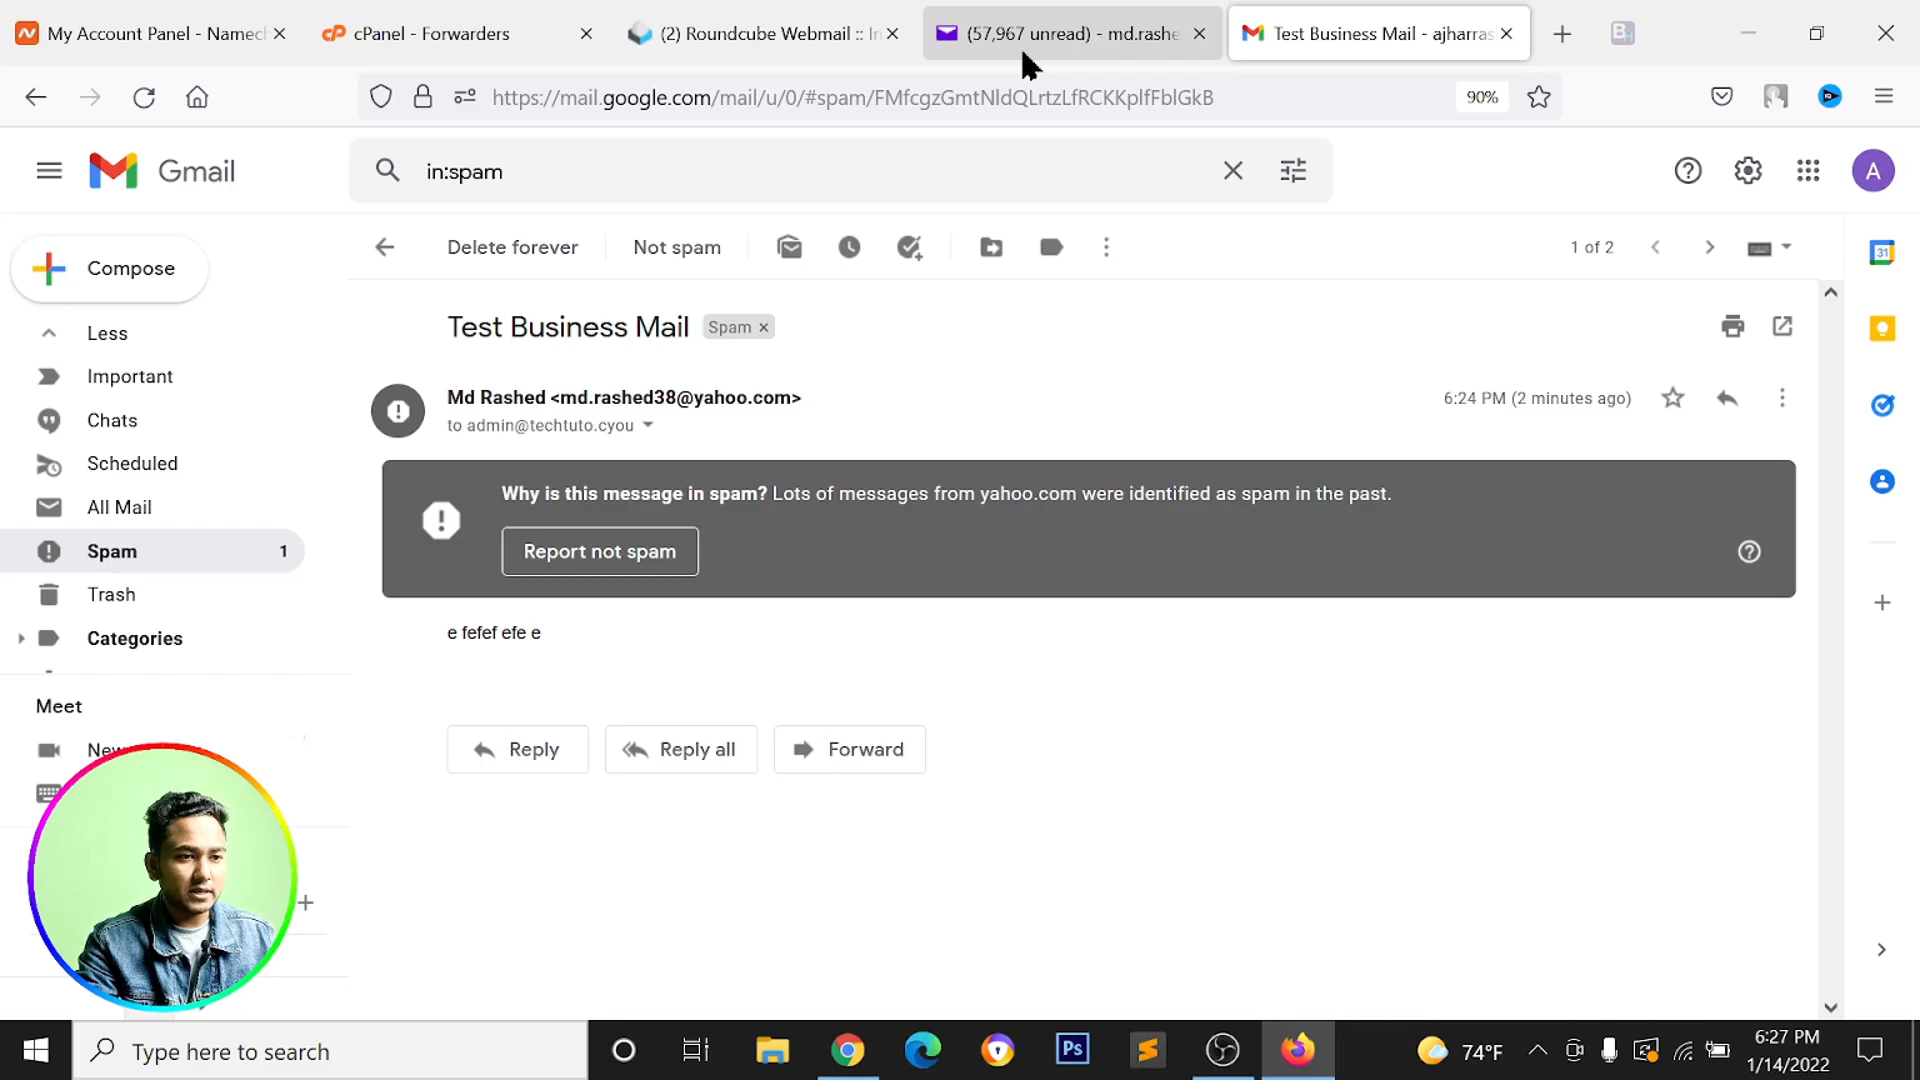 My Account Panel - Namech
cPanel - Forwarders
(2) Roundcube Webmail :: In
(57,967 unread) - md.rashe
Test Business Mail - ajharras
https://mail.google.com/mail/u/0/#spam/FMfcgzGmtNldQLrtzLfRCKKplfFblGkB
90%
Gmail
in:spam
A
Compose
Delete forever
Not spam
1 of 2
31
Less
Important
Chats
Scheduled
All Mail
Spam 1
Trash
Categories
Meet
New
Test Business Mail
Spam ×
Md Rashed <md.rashed38@yahoo.com>
6:24 PM (2 minutes ago)
to admin@techtuto.cyou
Why is this message in spam? Lots of messages from yahoo.com were identified as spam in the past.
Report not spam
e fefef efe e
Reply
Reply all
Forward
Type here to search
Ps
74°F
6:27 PM
1/14/2022